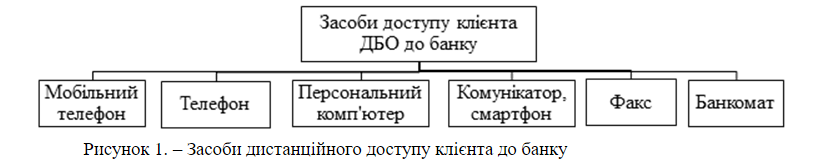 Засоби доступу клієнта
ДБО до банку
Мобільний
телефон
Телефон
Персональний
комп'ютер
Комунікатор,
смартфон
Факс
Банкомат
Рисунок 1. – Засоби дистанційного доступу клієнта до банку